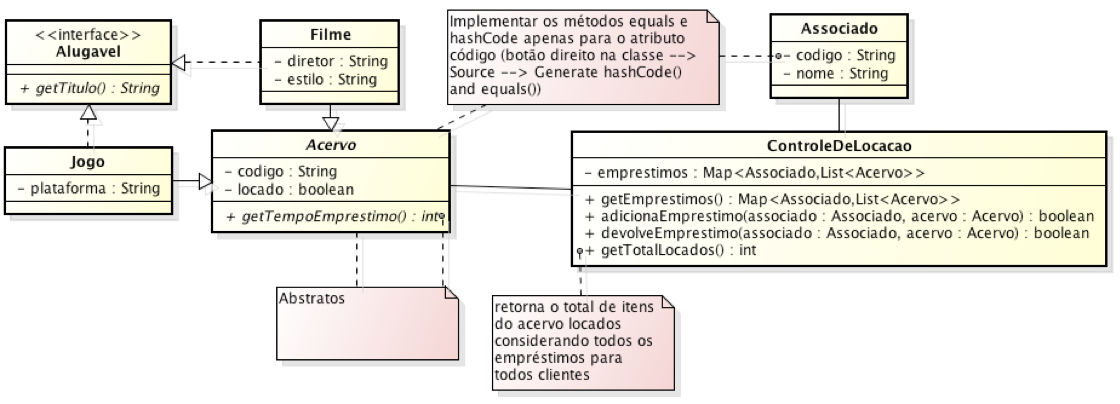 <<interface>>
Alugavel
+ getTitulo() : String
Filme
- diretor : String
- estilo : String
Implementar os métodos equals e
hashCode apenas para o atributo
código (botão direito na classe -->
Source --> Generate hashCode()
and equals())
Associado
- codigo : String
- nome : String
Jogo
- plataforma : String
Acervo
- codigo : String
- locado : boolean
+ getTempoEmprestimo() : int
ControleDeLocacao
- emprestimos : Map<Associado,List<Acervo>>
+ getEmprestimos() : Map<Associado,List<Acervo>>
+ adicionaEmprestimo(associado : Associado, acervo : Acervo) : boolean
+ devolveEmprestimo(associado : Associado, acervo : Acervo) : boolean
+ getTotalLocados() : int
Abstratos
retorna o total de itens
do acervo locados
considerando todos os
empréstimos para
todos clientes